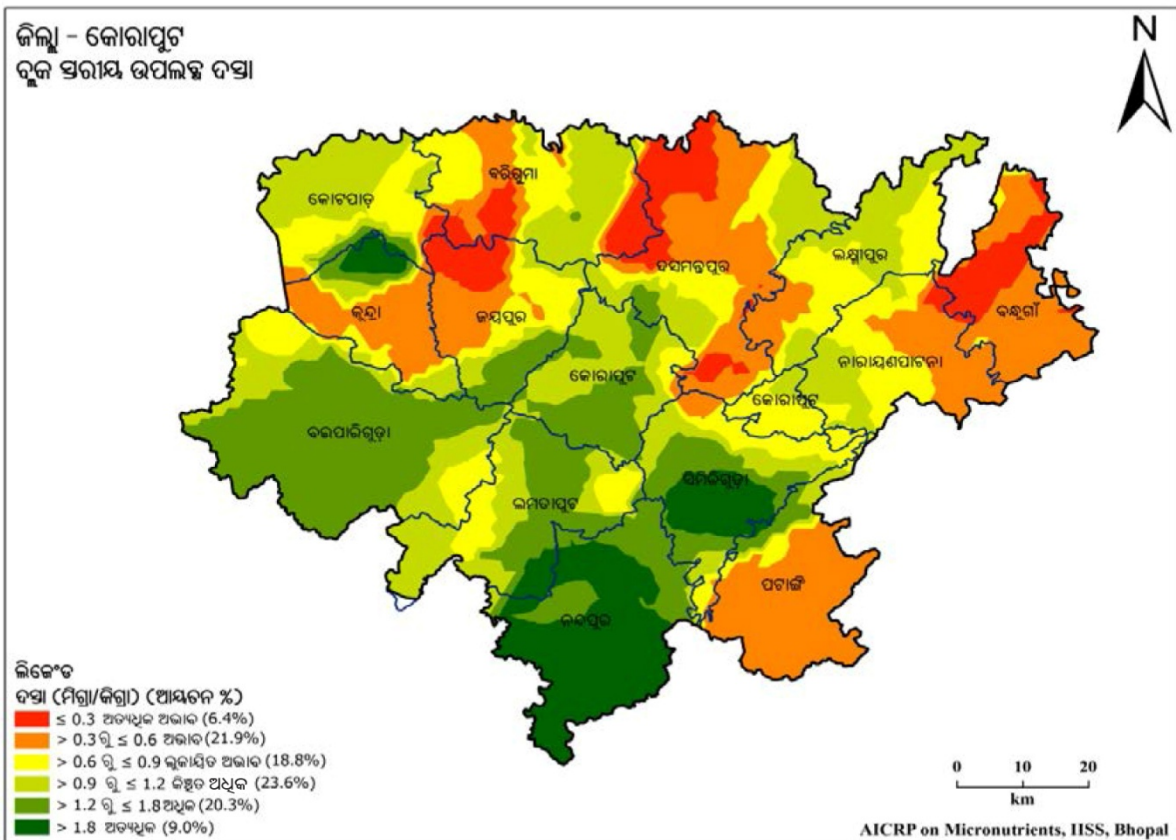 ଜିଲ୍ଲା - କୋରାପୁଟ
ବ୍ଲକ ସ୍ତରୀୟ ଉପଲବ୍ଧ ଦସ୍ତା
N
ବରିଗୁମା
କୋଟପାଡ଼
ଲକ୍ଷ୍ମୀପୁର
ଦସମନ୍ତପୁର
କୁନ୍ଦ୍ରା
ଜୟପୁର
ବନ୍ଧୁଗାଁ
ନାରାୟଣପାଟନା
କୋରାପୁଟ
କୋରାପୁଟ
ବଇପାରିଗୁଡ଼ା
ସିମିଳିଗୁଡ଼ା
ଲମତାପୁଟ
ପଟାଙ୍ଗି
ନନ୍ଦପୁର
ଲିଜେଂଡ
ଦସ୍ତା (ମିଗ୍ରା/କିଗ୍ରା) (ଆୟତନ %)
≤ 0.3 ଅତ୍ୟଧିକ ଅଭାବ (6.4%)
> 0.3 ରୁ ≤ 0.6 ଅଭାବ (21.9%)
> 0.6 ରୁ ≤ 0.9 ଲୁକାୟିତ ଅଭାବ (18.8%)
> 0.9 ରୁ ≤ 1.2 କିଞ୍ଚିତ ଅଧିକ (23.6%)
> 1.2 ରୁ ≤ 1.8 ଅଧିକ (20.3%)
> 1.8 ଅତ୍ୟଧିକ (9.0%)
0 10 20
km
AICRP on Micronutrients, IISS, Bhopal